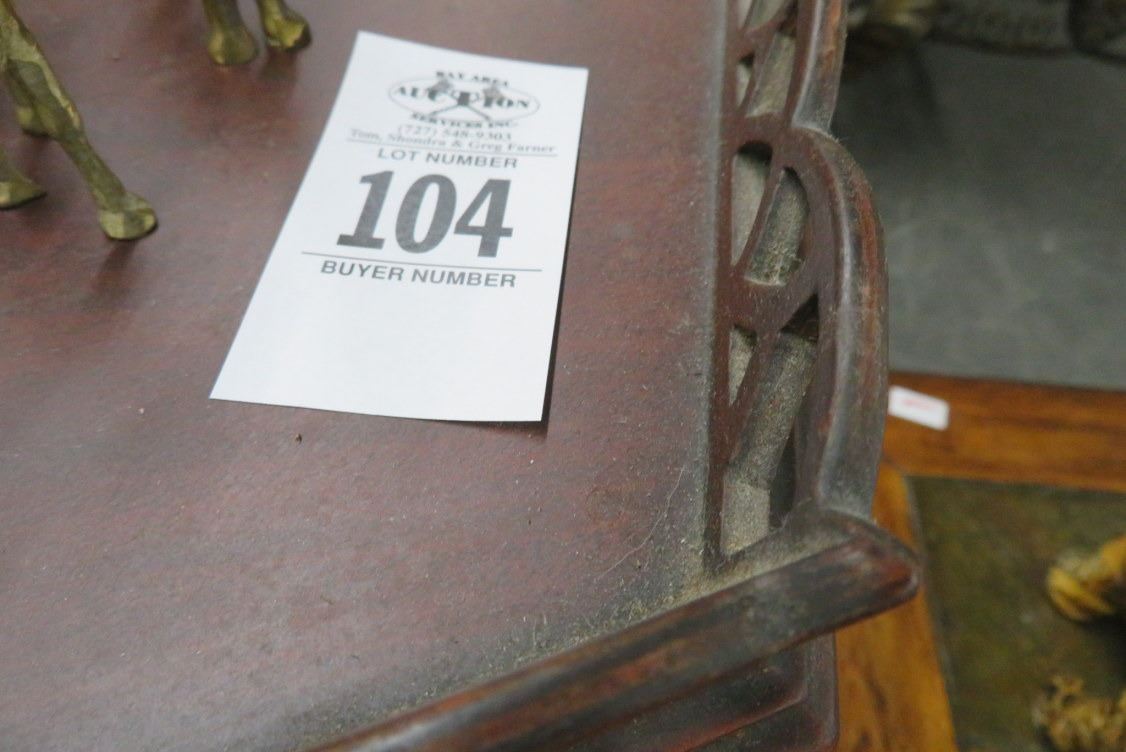 BAY AREA
AUCTION
SERVICES INC.
(727) 548-9303
Tom, Shondra & Greg Farner
LOT NUMBER
104
BUYER NUMBER